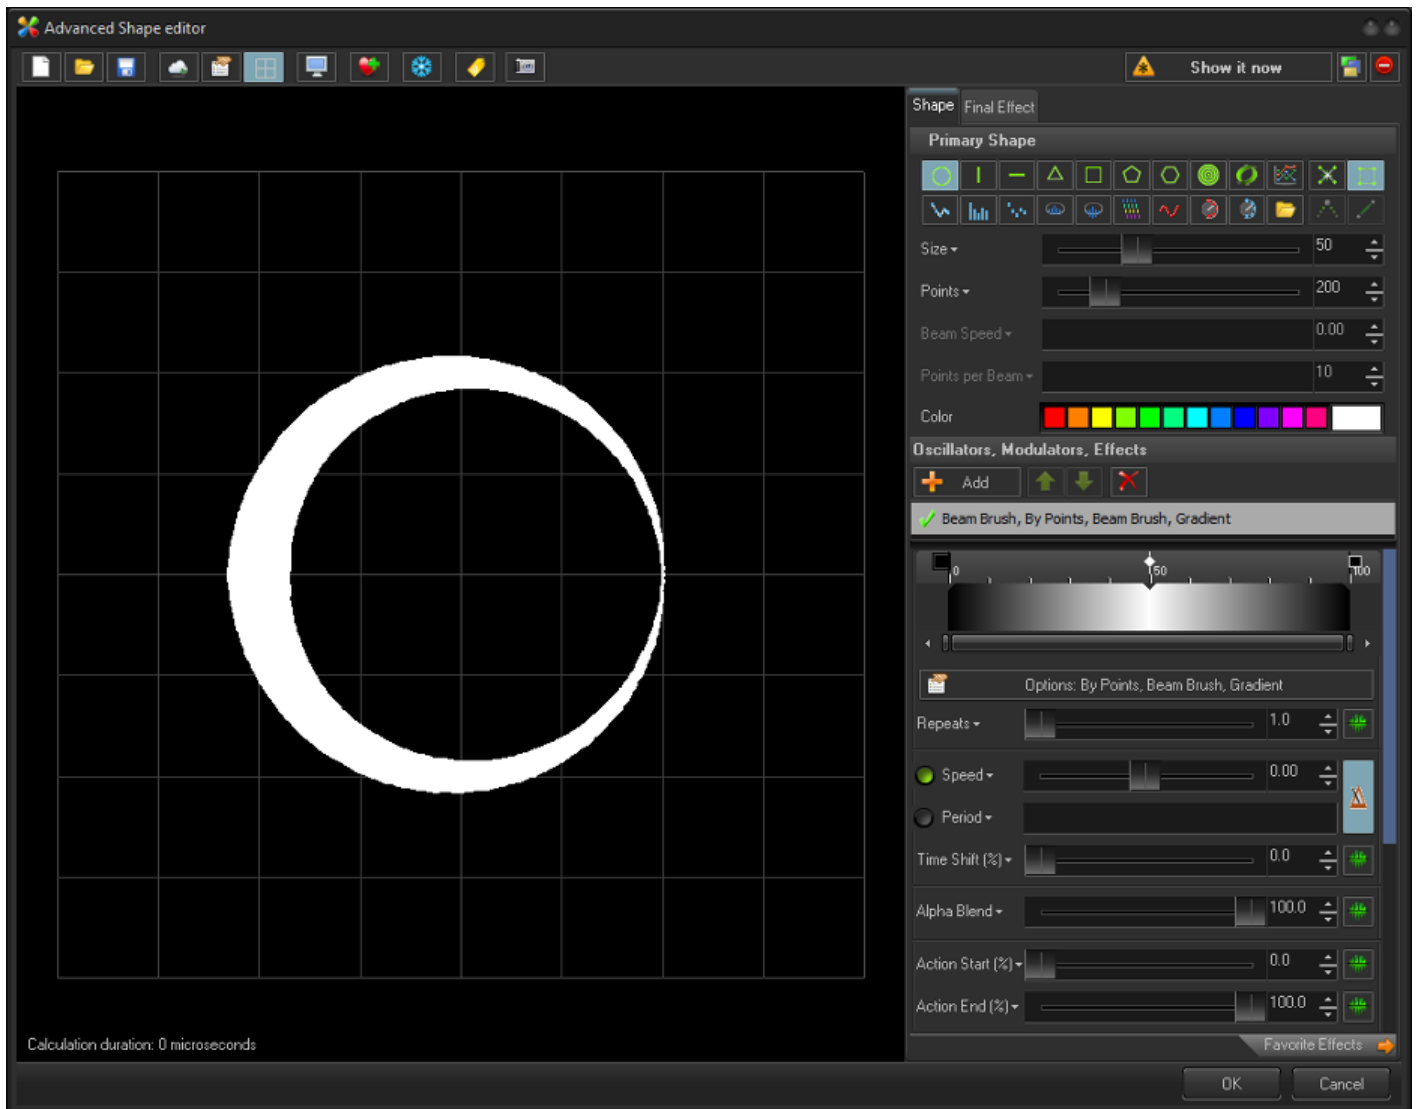 Advanced Shape editor
Show it now
Shape Final Effect
Primary Shape
Size 50
Points 200
Beam Speed 0.00
Points per Beam 10
Color
Oscillators, Modulators, Effects
Add
Beam Brush, By Points, Beam Brush, Gradient
0 50 100
Options: By Points, Beam Brush, Gradient
Repeats 1.0
Speed 0.00
Period
Time Shift (%) 0.0
Alpha Blend 100.0
Action Start (%) 0.0
Action End (%) 100.0
Calculation duration: 0 microseconds
Favorite Effects
OK Cancel